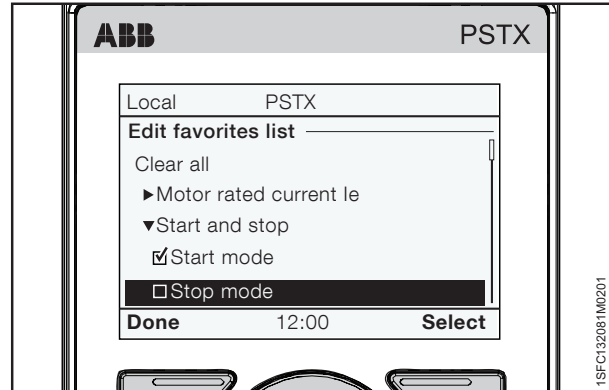 ABB PSTX
Local PSTX
Edit favorites list
Clear all
▶Motor rated current Ie
▼Start and stop
☑Start mode
☐Stop mode
Done 12:00 Select
1SFC132081M0201